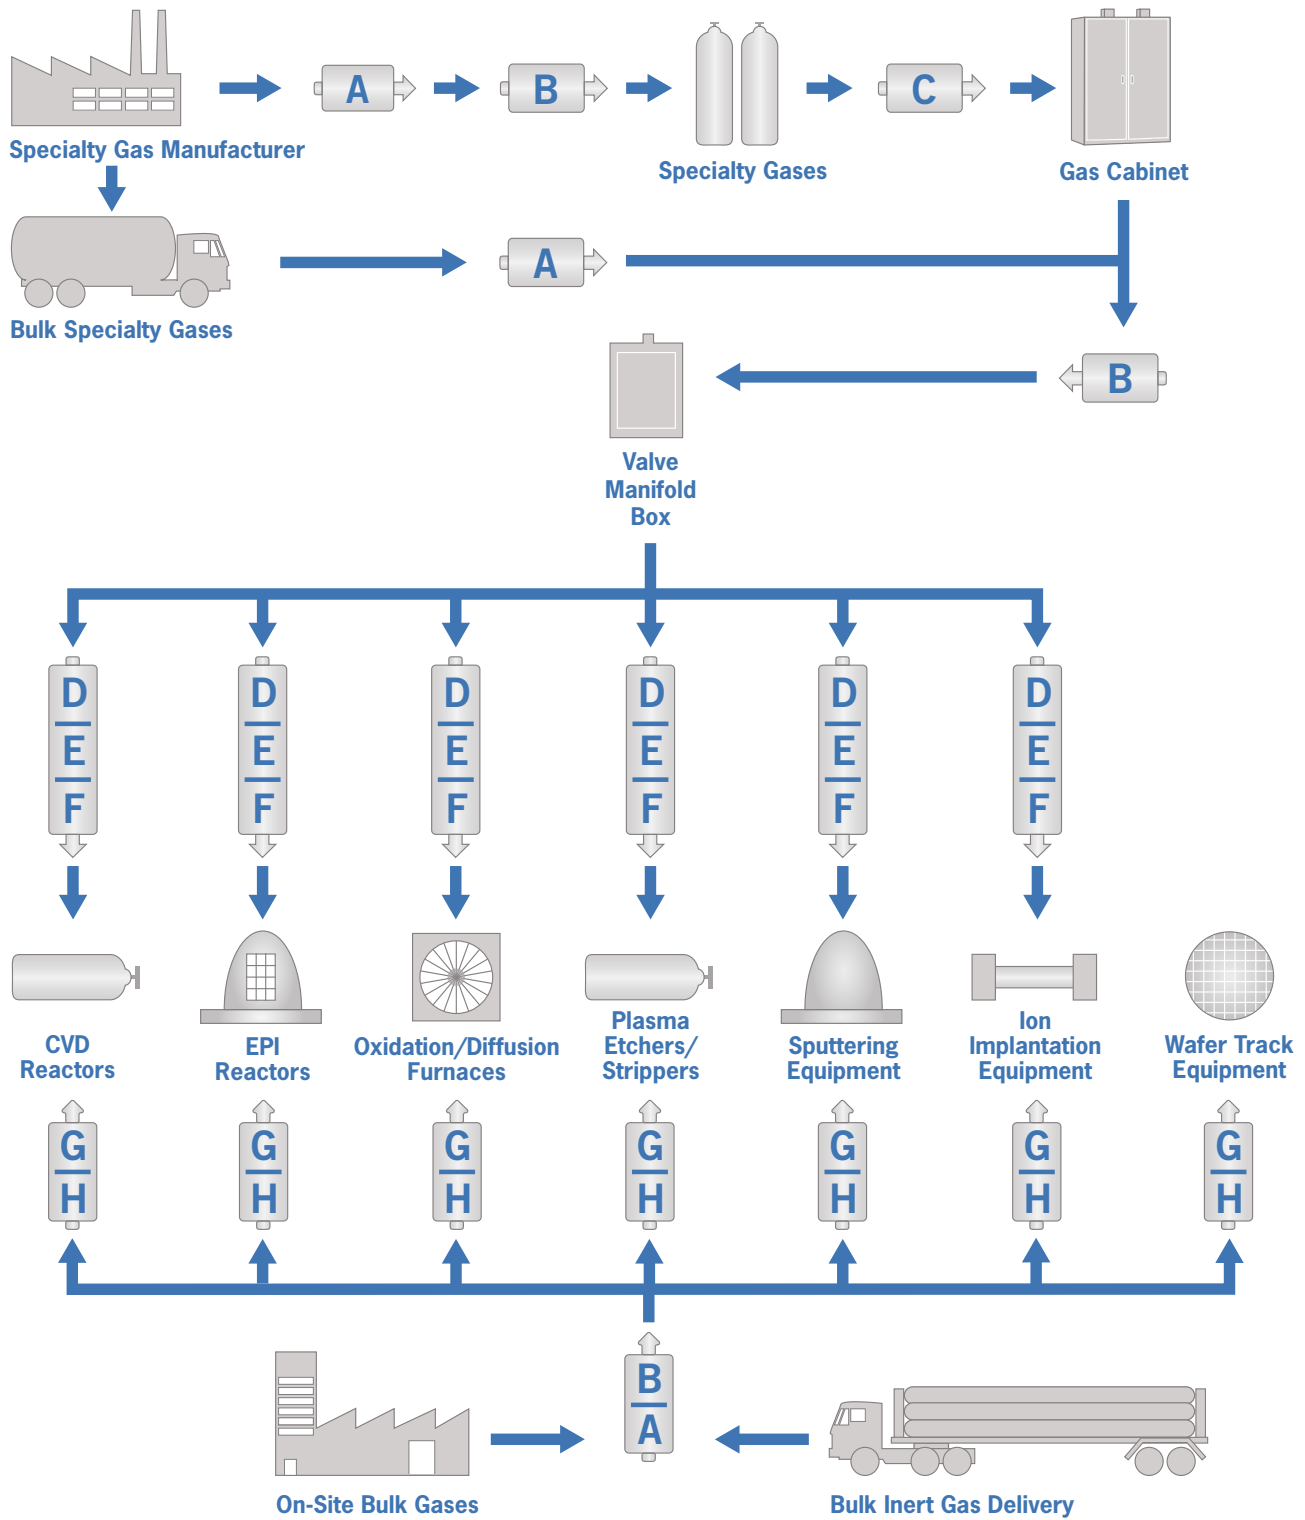 A
B
C
Specialty Gas Manufacturer
Specialty Gases
Gas Cabinet
A
Bulk Specialty Gases
B
Valve
Manifold
Box
D
E
F
D
E
F
D
E
F
D
E
F
D
E
F
D
E
F
CVD
Reactors
EPI
Reactors
Oxidation/Diffusion
Furnaces
Plasma
Etchers/
Strippers
Sputtering
Equipment
Ion
Implantation
Equipment
Wafer Track
Equipment
G
H
G
H
G
H
G
H
G
H
G
H
G
H
B
A
On-Site Bulk Gases
Bulk Inert Gas Delivery